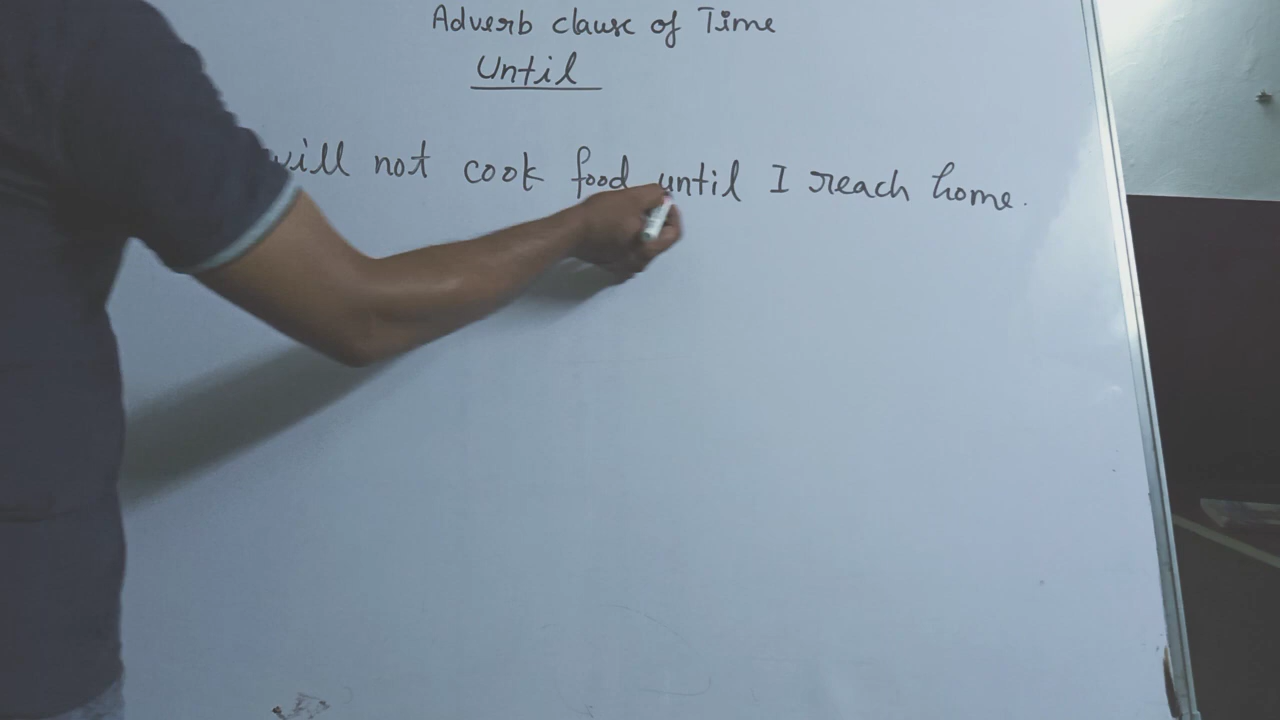 Adverb clause of Time
Until
will not cook food until I reach home.